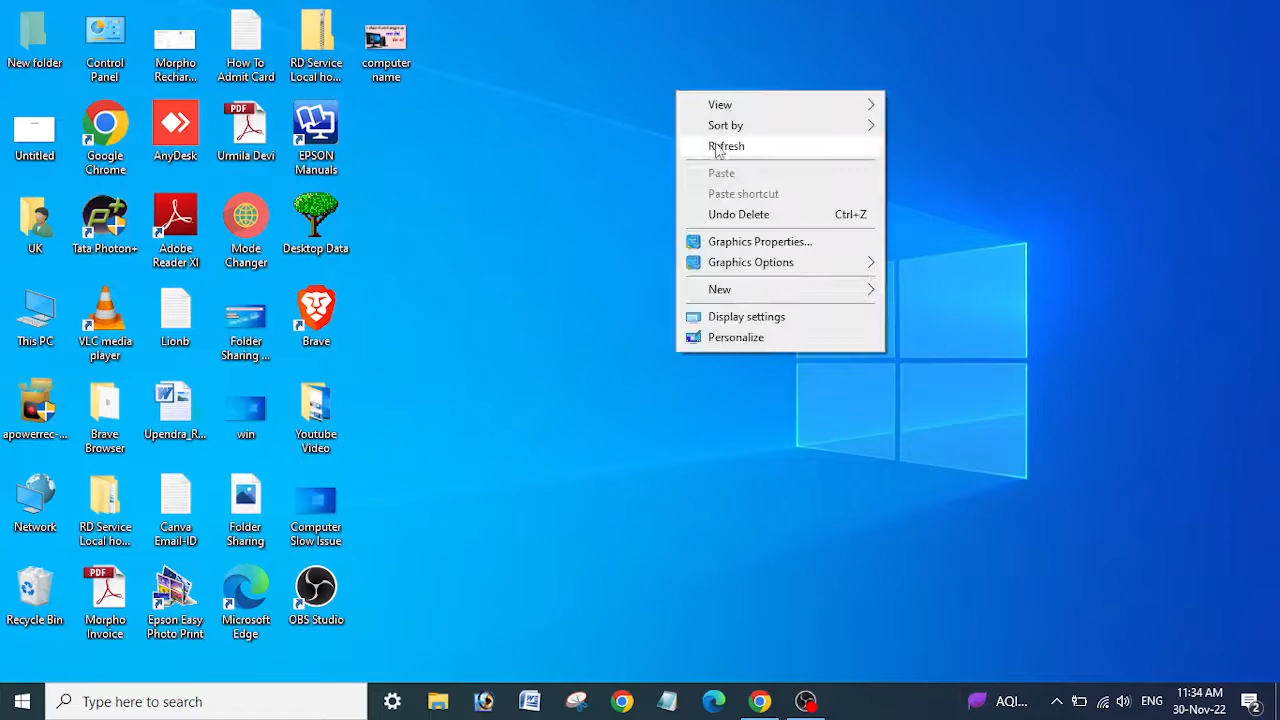 New folder
Control
Panel
Morpho
Rechar...
How To
Admit Card
RD Service
Local ho...
computer
name
Untitled
Google
Chrome
AnyDesk
PDF
Urmila Devi
EPSON
Manuals
UK
Tata Photon+
Adobe
Reader XI
Mode
Changer
Desktop Data
This PC
VLC media
player
Lionb
Folder
Sharing ...
Brave
apowerrec-...
Brave
Browser
Upendra_R...
win
Youtube
Video
Network
RD Service
Local ho...
Canva
Email-ID
Folder
Sharing
Computer
Slow Issue
Recycle Bin
PDF
Morpho
Invoice
Epson Easy
Photo Print
Microsoft
Edge
OBS Studio
View
Sort by
Refresh
Paste
Paste shortcut
Undo Delete Ctrl+Z
Graphics Properties...
Graphics Options
New
Display settings
Personalize
Type here to search
AQI...
ENG
11:34 AM
30-Nov-22
2